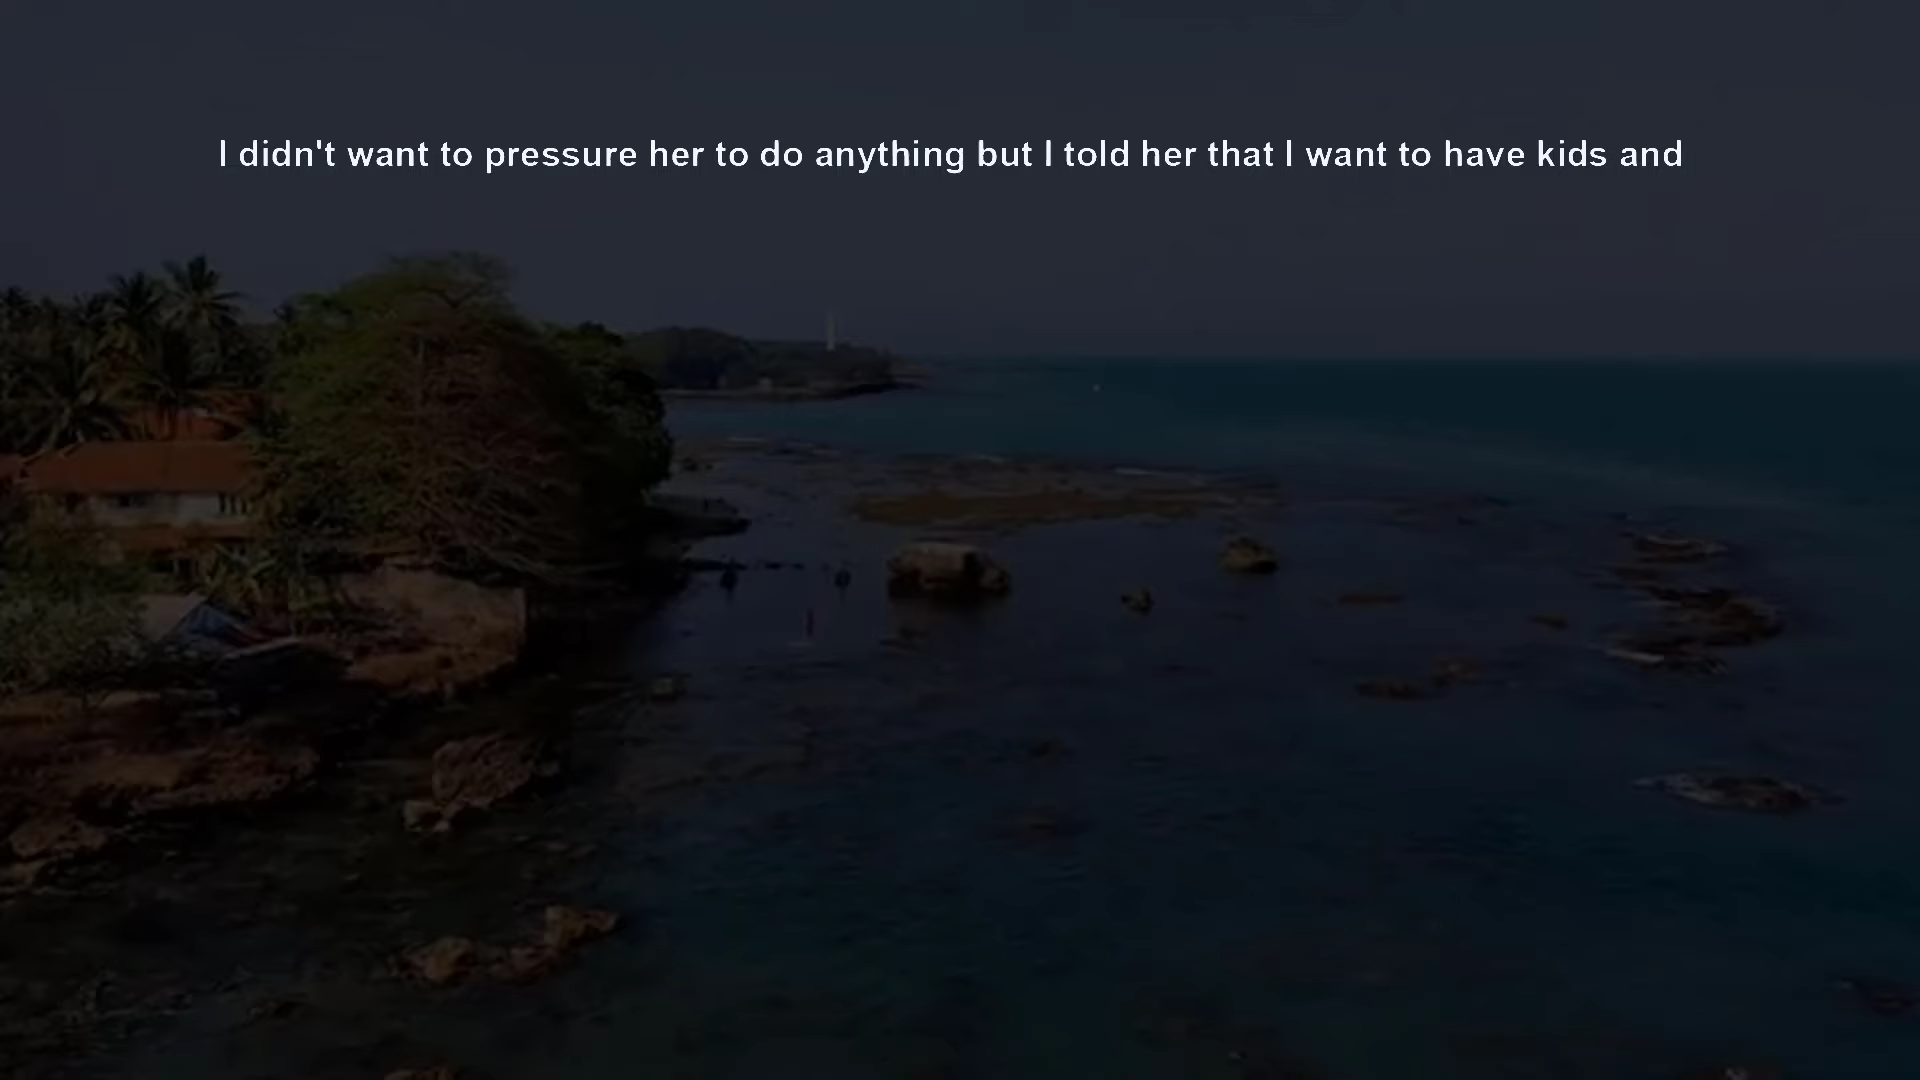 I didn't want to pressure her to do anything but I told her that I want to have kids and